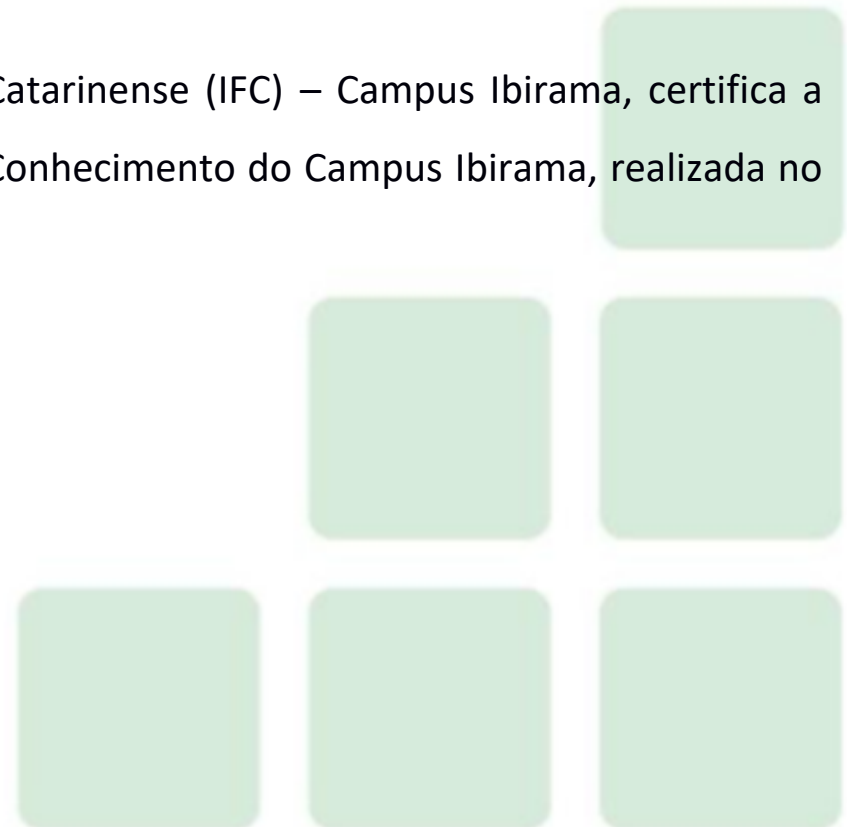 Catarinense (IFC) – Campus Ibirama, certifica a
Conhecimento do Campus Ibirama, realizada no